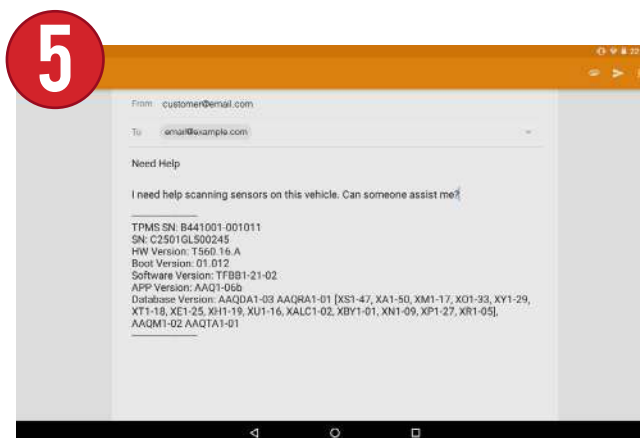 5
From customer@email.com
To email@example.com
Need Help
I need help scanning sensors on this vehicle. Can someone assist me?
TPMS SN: B441001-001011
SN: C2501GL500245
HW Version: T560.16.A
Boot Version: 01.012
Software Version: TFBB1-21-02
APP Version: AAQ1-06b
Database Version: AAQDA1-03 AAQRA1-01 [XS1-47, XA1-50, XM1-17, XO1-33, XY1-29,
XT1-18, XE1-25, XH1-19, XU1-16, XALC1-02, XBY1-01, XN1-09, XP1-27, XR1-05],
AAQM1-02 AAQTA1-01